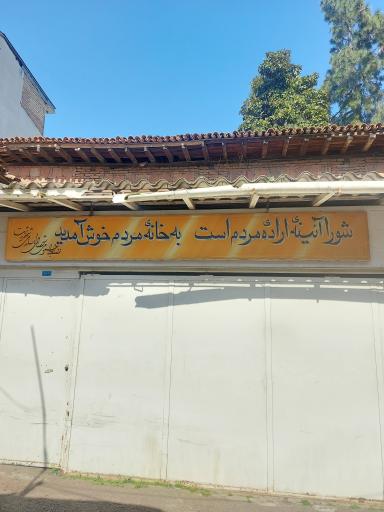 شورا آئینهٔ ارادهٔ مردم است به خانهٔ مردم خوش آمدید